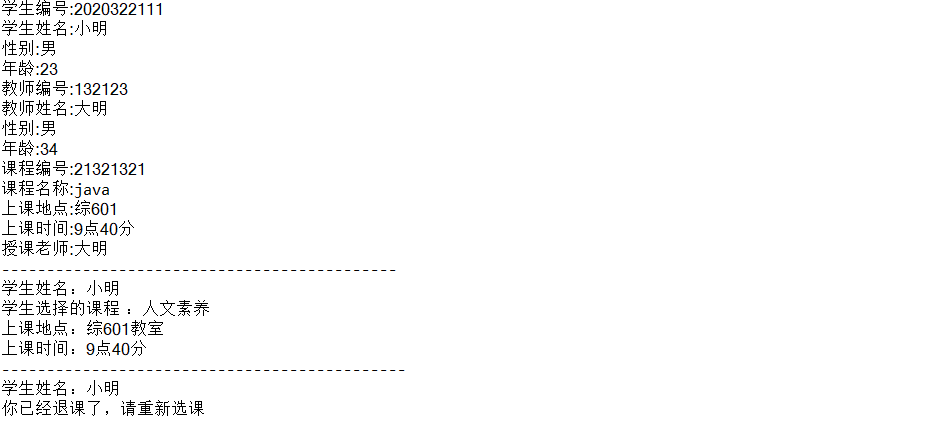 学生编号:2020322111
学生姓名:小明
性别:男
年龄:23
教师编号:132123
教师姓名:大明
性别:男
年龄:34
课程编号:21321321
课程名称:java
上课地点:综601
上课时间:9点40分
授课老师:大明
--------------------------------------------
学生姓名：小明
学生选择的课程 ：人文素养
上课地点：综601教室
上课时间：9点40分
---------------------------------------------
学生姓名：小明
你已经退课了，请重新选课